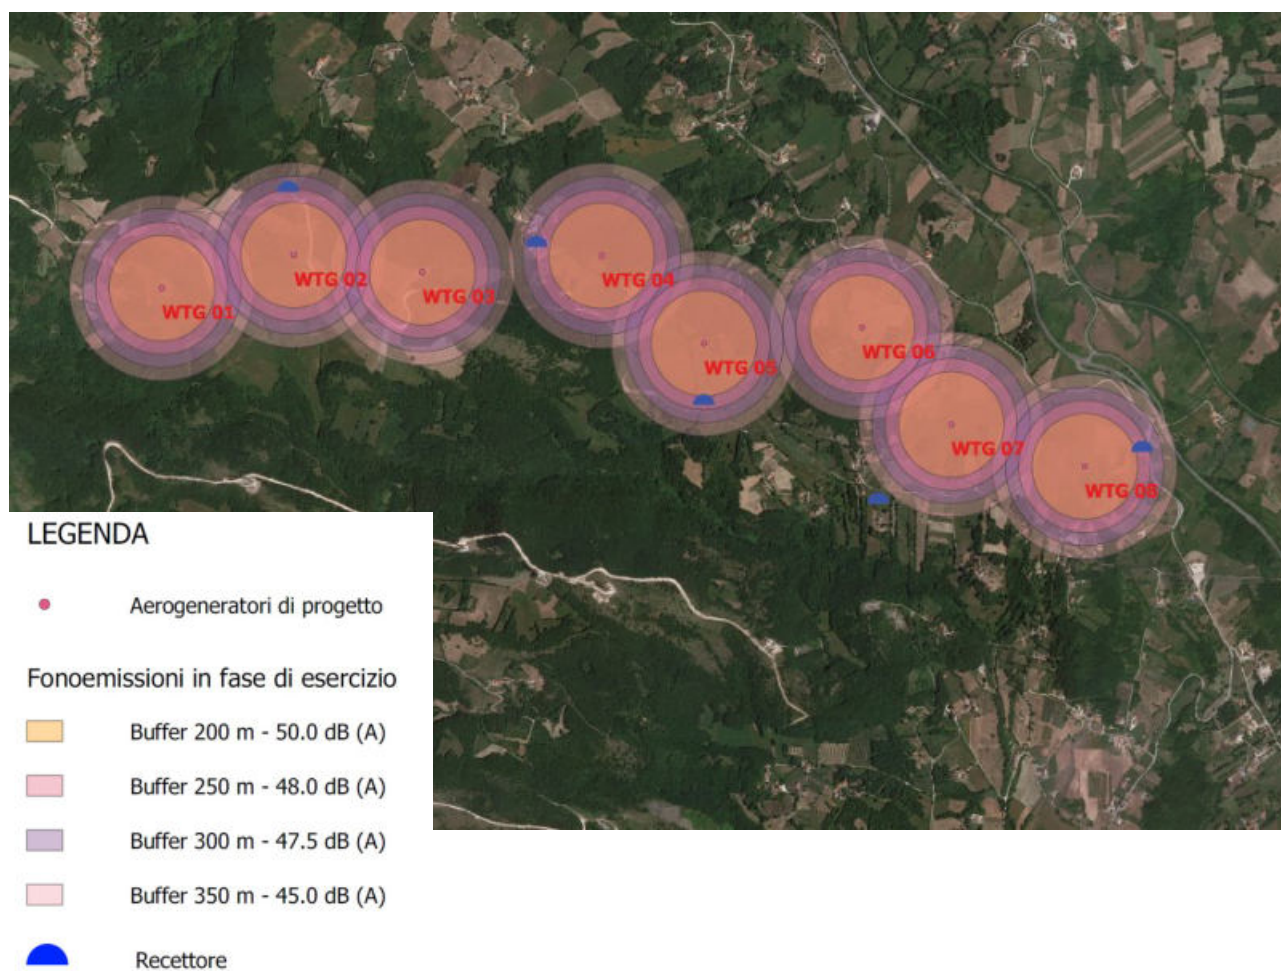 WTG 01
WTG 02
WTG 03
WTG 04
WTG 05
WTG 06
WTG 07
WTG 08
LEGENDA
Aerogeneratori di progetto
Fonoemissioni in fase di esercizio
Buffer 200 m - 50.0 dB (A)
Buffer 250 m - 48.0 dB (A)
Buffer 300 m - 47.5 dB (A)
Buffer 350 m - 45.0 dB (A)
Recettore